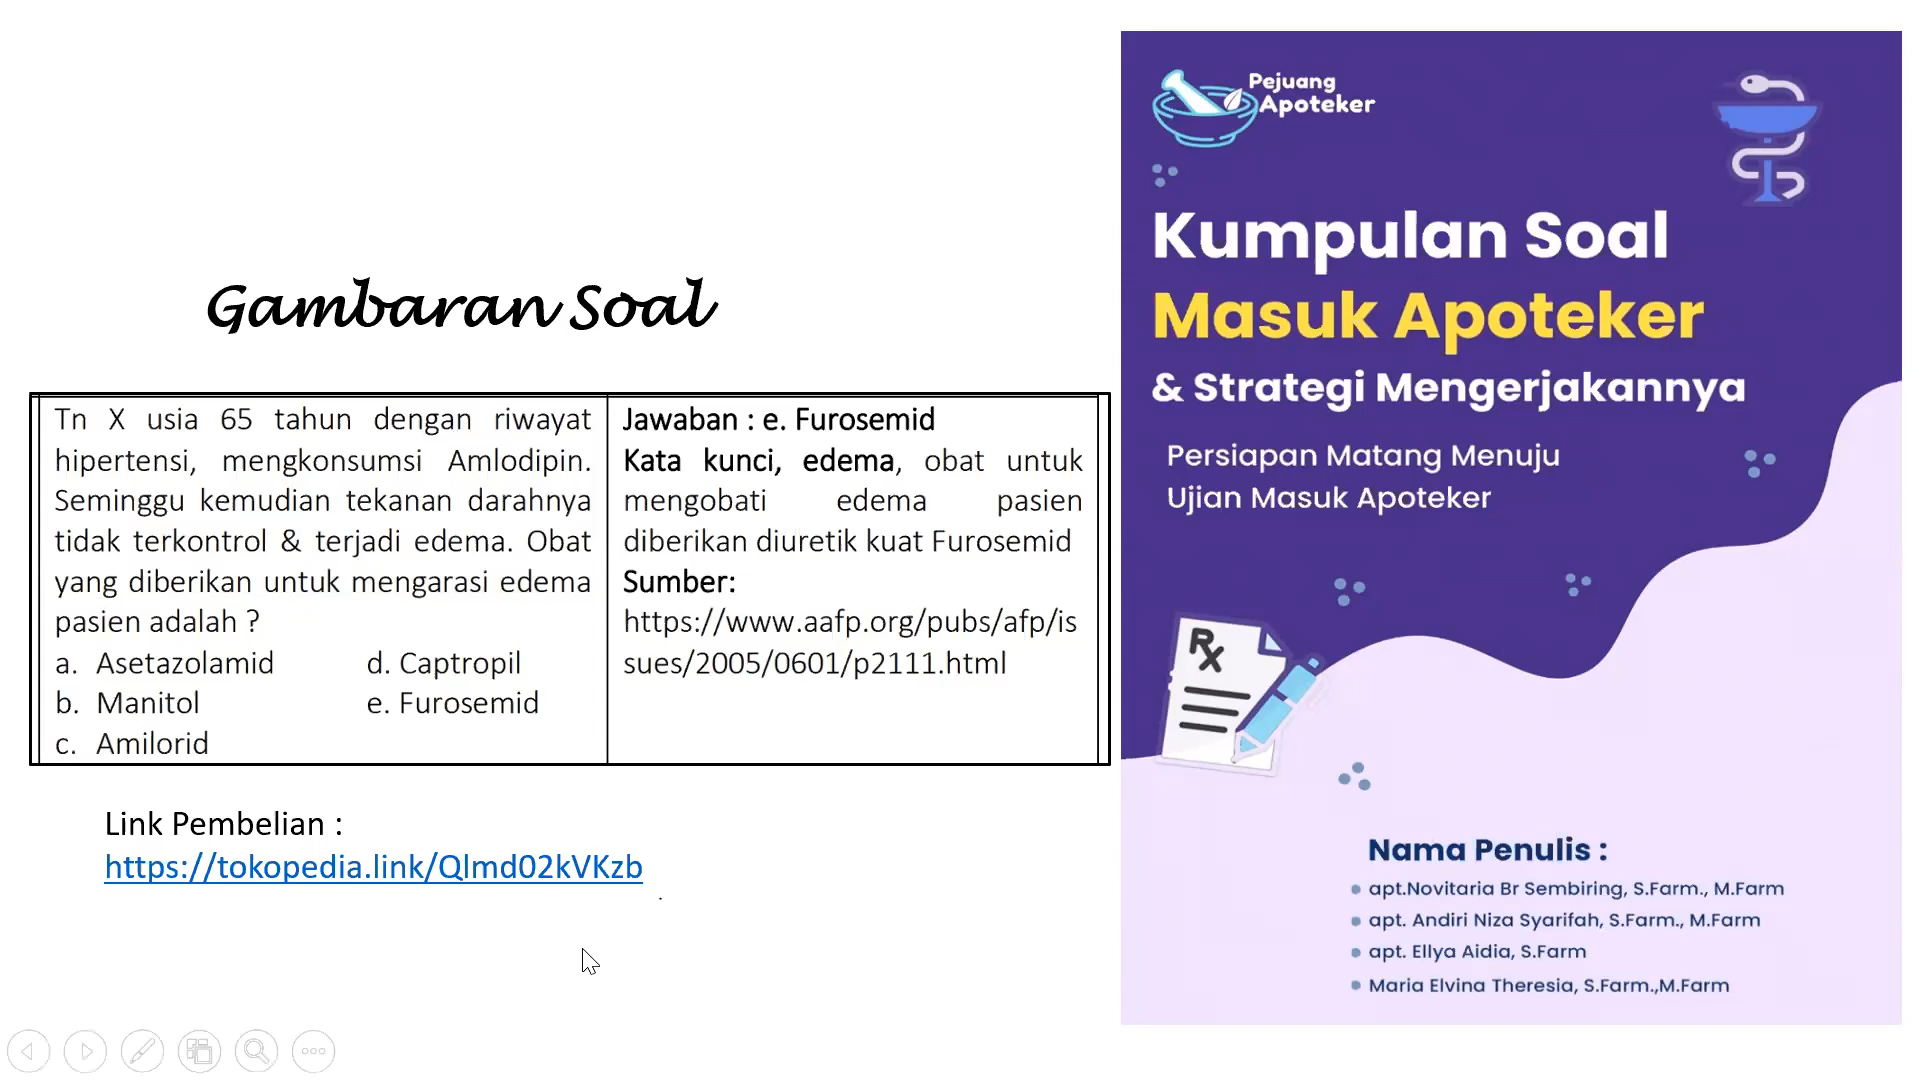 Gambaran Soal
Tn X usia 65 tahun dengan riwayat
hipertensi, mengkonsumsi Amlodipin.
Seminggu kemudian tekanan darahnya
tidak terkontrol & terjadi edema. Obat
yang diberikan untuk mengarasi edema
pasien adalah ?
a. Asetazolamid d. Captropil
b. Manitol e. Furosemid
c. Amilorid
Jawaban : e. Furosemid
Kata kunci, edema, obat untuk
mengobati edema pasien
diberikan diuretik kuat Furosemid
Sumber:
https://www.aafp.org/pubs/afp/is
sues/2005/0601/p2111.html
Link Pembelian :
https://tokopedia.link/Qlmd02kVKzb
Pejuang
Apoteker
Kumpulan Soal
Masuk Apoteker
& Strategi Mengerjakannya
Persiapan Matang Menuju
Ujian Masuk Apoteker
Rx
Nama Penulis :
apt.Novitaria Br Sembiring, S.Farm., M.Farm
apt. Andiri Niza Syarifah, S.Farm., M.Farm
apt. Ellya Aidia, S.Farm
Maria Elvina Theresia, S.Farm.,M.Farm